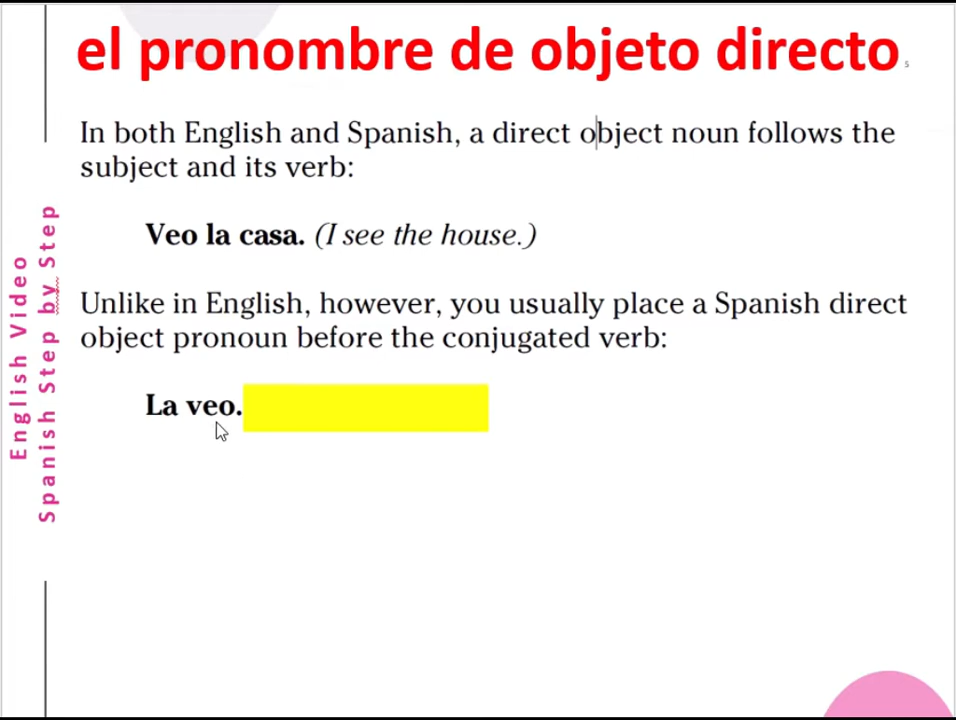 el pronombre de objeto directo
5
In both English and Spanish, a direct object noun follows the
subject and its verb:
Veo la casa. (I see the house.)
Unlike in English, however, you usually place a Spanish direct
object pronoun before the conjugated verb:
La veo.
English Video
Spanish Step by Step